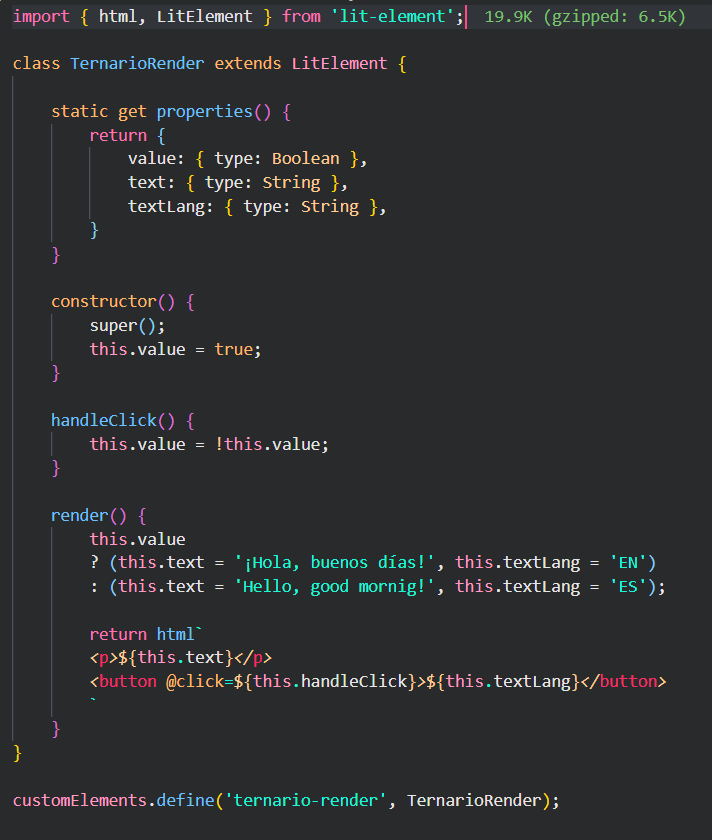 import { html, LitElement } from 'lit-element'; 19.9K (gzipped: 6.5K)
class TernarioRender extends LitElement {
static get properties() {
return {
value: { type: Boolean },
text: { type: String },
textLang: { type: String },
}
}
constructor() {
super();
this.value = true;
}
handleClick() {
this.value = !this.value;
}
render() {
this.value
? (this.text = '¡Hola, buenos días!', this.textLang = 'EN')
: (this.text = 'Hello, good mornig!', this.textLang = 'ES');
return html`
<p>${this.text}</p>
<button @click=${this.handleClick}>${this.textLang}</button>
`
}
}
customElements.define('ternario-render', TernarioRender);